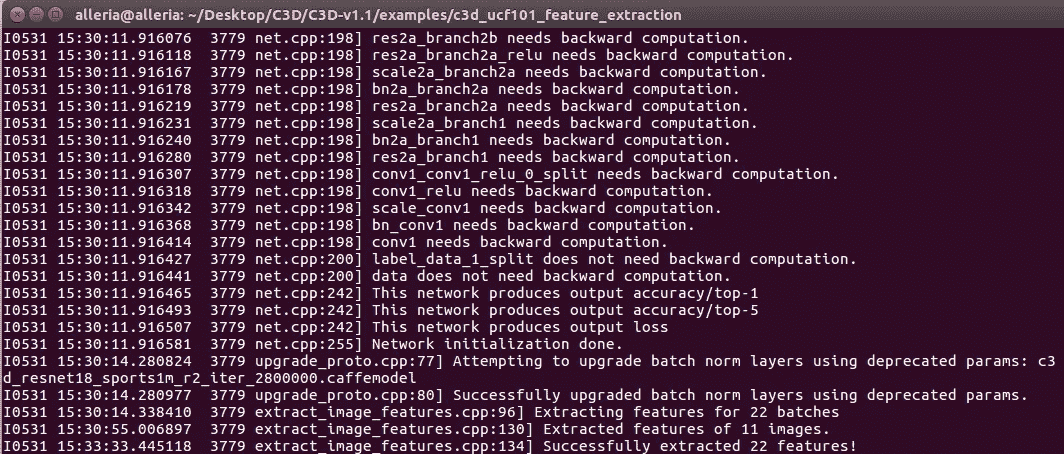 alleria@alleria: ~/Desktop/C3D/C3D-v1.1/examples/c3d_ucf101_feature_extraction
I0531 15:30:11.916076  3779 net.cpp:198] res2a_branch2b needs backward computation.
I0531 15:30:11.916118  3779 net.cpp:198] res2a_branch2a_relu needs backward computation.
I0531 15:30:11.916167  3779 net.cpp:198] scale2a_branch2a needs backward computation.
I0531 15:30:11.916178  3779 net.cpp:198] bn2a_branch2a needs backward computation.
I0531 15:30:11.916219  3779 net.cpp:198] res2a_branch2a needs backward computation.
I0531 15:30:11.916231  3779 net.cpp:198] scale2a_branch1 needs backward computation.
I0531 15:30:11.916240  3779 net.cpp:198] bn2a_branch1 needs backward computation.
I0531 15:30:11.916280  3779 net.cpp:198] res2a_branch1 needs backward computation.
I0531 15:30:11.916307  3779 net.cpp:198] conv1_conv1_relu_0_split needs backward computation.
I0531 15:30:11.916318  3779 net.cpp:198] conv1_relu needs backward computation.
I0531 15:30:11.916342  3779 net.cpp:198] scale_conv1 needs backward computation.
I0531 15:30:11.916368  3779 net.cpp:198] bn_conv1 needs backward computation.
I0531 15:30:11.916414  3779 net.cpp:198] conv1 needs backward computation.
I0531 15:30:11.916427  3779 net.cpp:200] label_data_1_split does not need backward computation.
I0531 15:30:11.916441  3779 net.cpp:200] data does not need backward computation.
I0531 15:30:11.916465  3779 net.cpp:242] This network produces output accuracy/top-1
I0531 15:30:11.916493  3779 net.cpp:242] This network produces output accuracy/top-5
I0531 15:30:11.916507  3779 net.cpp:242] This network produces output loss
I0531 15:30:11.916581  3779 net.cpp:255] Network initialization done.
I0531 15:30:14.280824  3779 upgrade_proto.cpp:77] Attempting to upgrade batch norm layers using deprecated params: c3
d_resnet18_sports1m_r2_iter_2800000.caffemodel
I0531 15:30:14.280977  3779 upgrade_proto.cpp:80] Successfully upgraded batch norm layers using deprecated params.
I0531 15:30:14.338410  3779 extract_image_features.cpp:96] Extracting features for 22 batches
I0531 15:30:55.006897  3779 extract_image_features.cpp:130] Extracted features of 11 images.
I0531 15:33:33.445118  3779 extract_image_features.cpp:134] Successfully extracted 22 features!